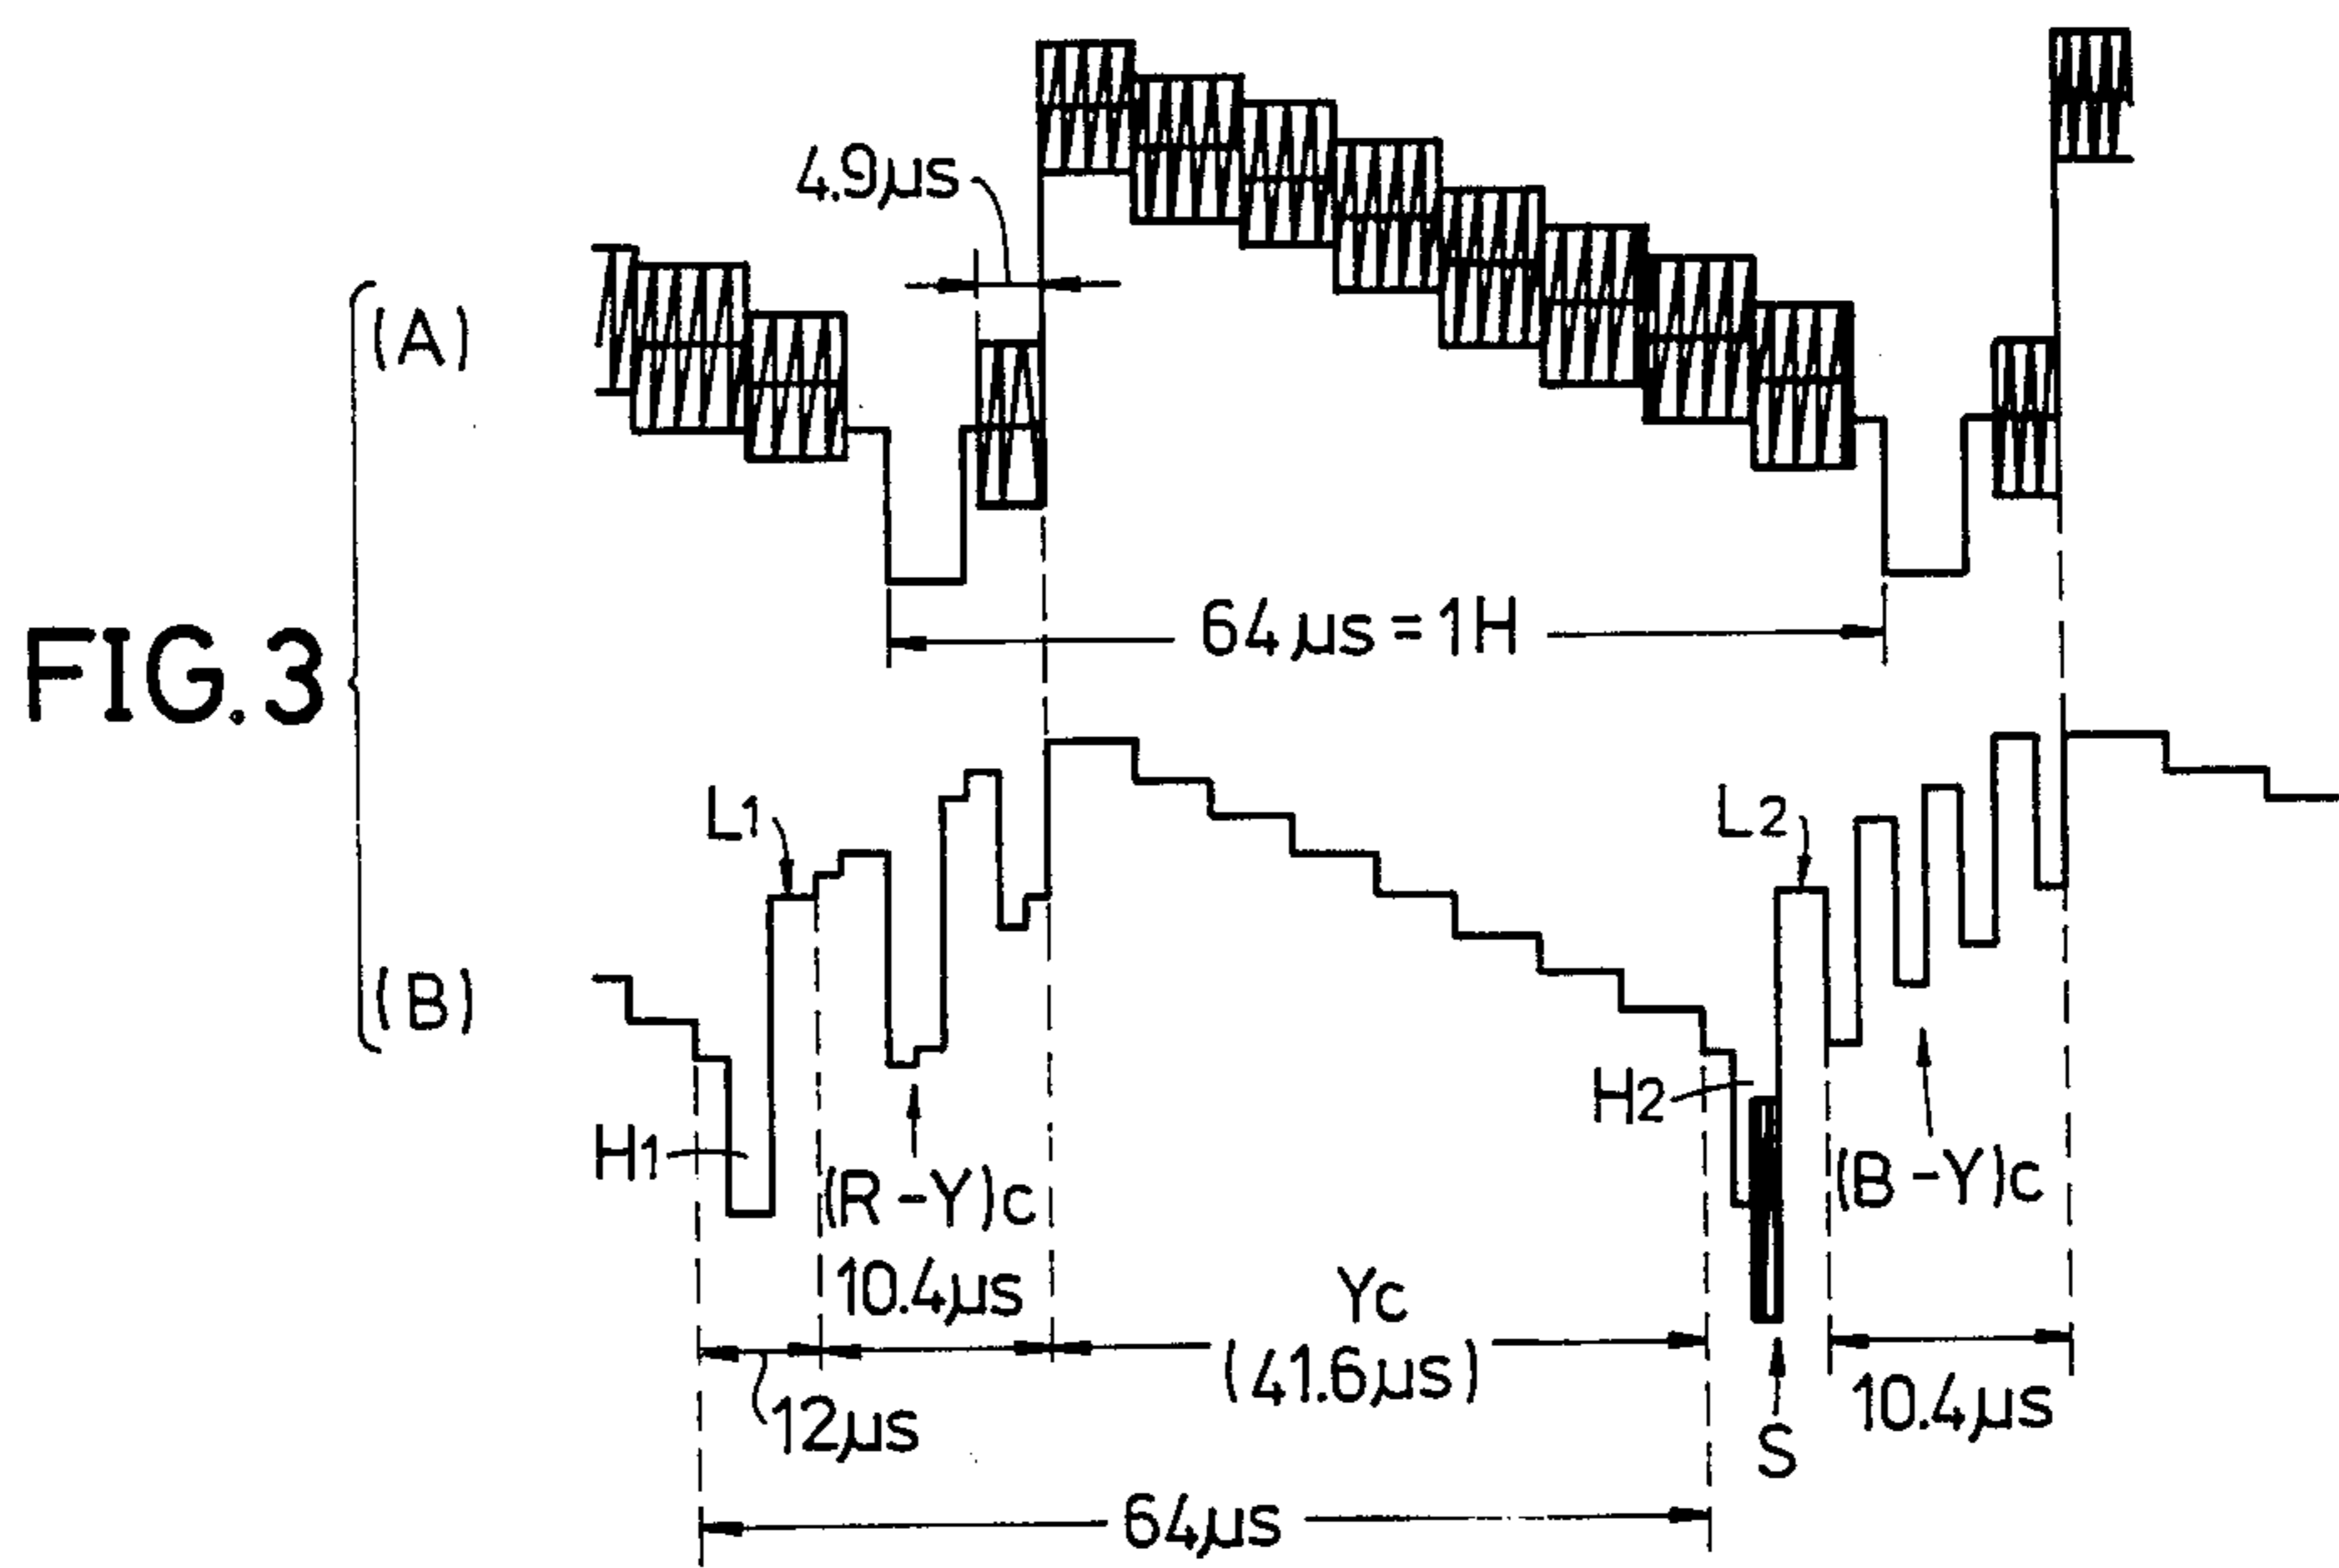 FIG.3
(A)
4.9μs
64μs=1H
(B)
L1
L2
H1
H2
(R-Y)c
(B-Y)c
10.4μs
Yc
(41.6μs)
12μs
10.4μs
S
64μs